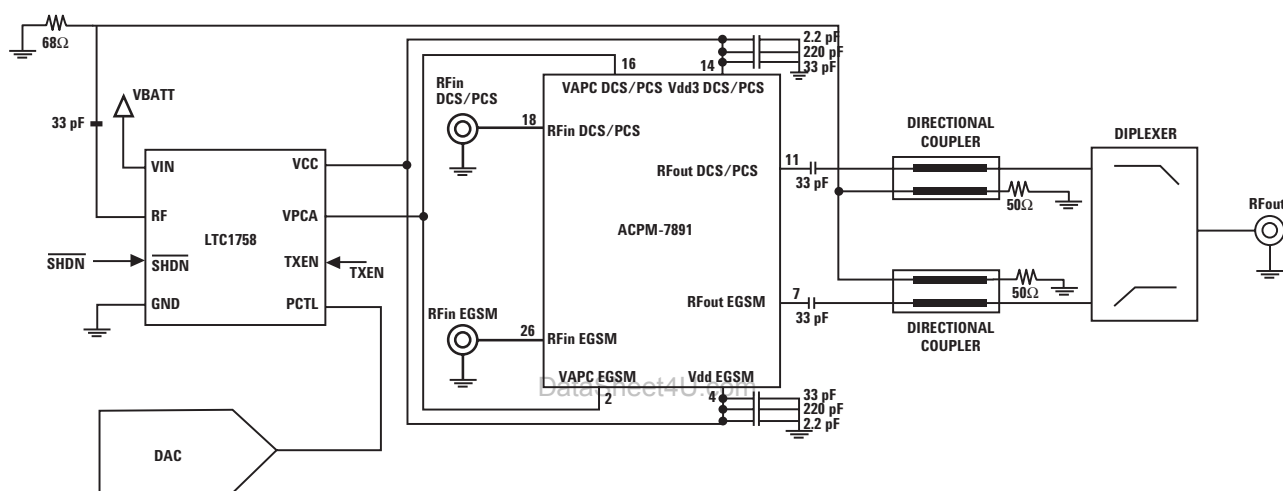 68Ω
33 pF
VBATT
VIN
RF
SHDN
SHDN
GND
VCC
VPCA
TXEN
TXEN
PCTL
LTC1758
DAC
RFin
DCS/PCS
18
RFin DCS/PCS
16
VAPC DCS/PCS
14
Vdd3 DCS/PCS
2.2 pF
220 pF
33 pF
RFout DCS/PCS
11
33 pF
ACPM-7891
RFin EGSM
26
RFin EGSM
RFout EGSM
7
33 pF
VAPC EGSM
2
Vdd EGSM
4
33 pF
220 pF
2.2 pF
DataSheet4U.com
DIRECTIONAL
COUPLER
50Ω
50Ω
DIRECTIONAL
COUPLER
DIPLEXER
RFout